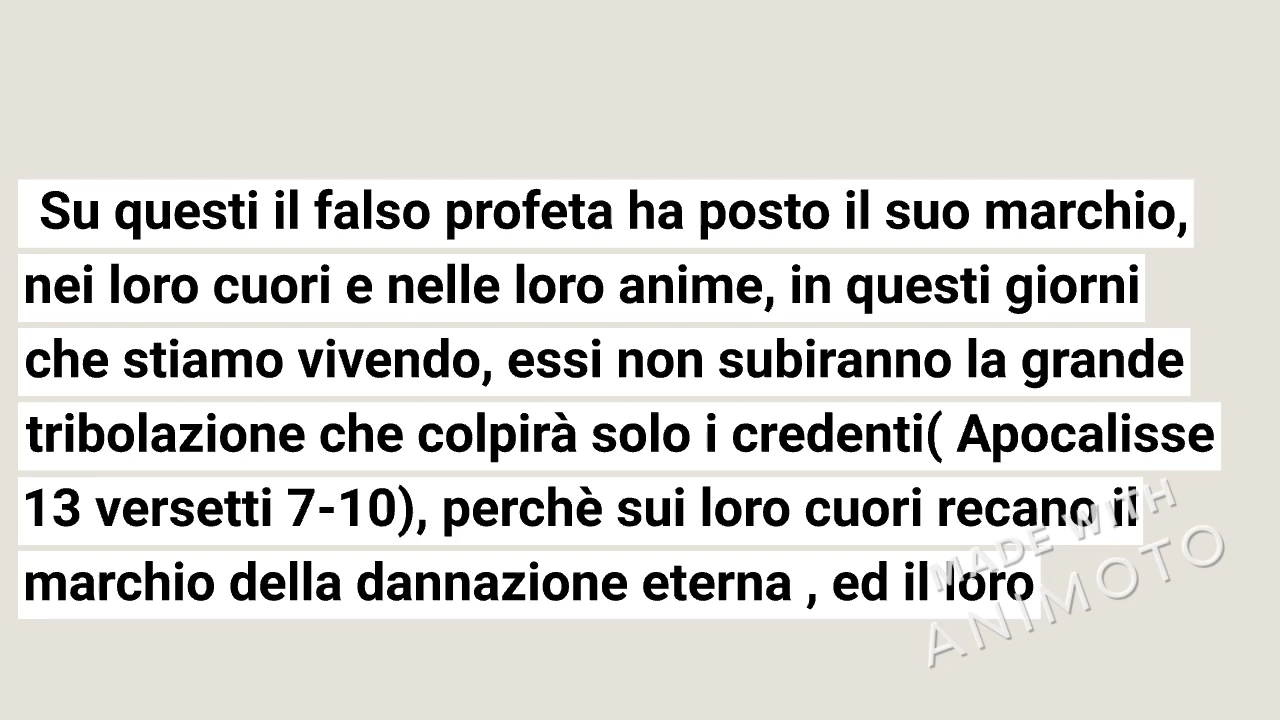 Su questi il falso profeta ha posto il suo marchio,
nei loro cuori e nelle loro anime, in questi giorni
che stiamo vivendo, essi non subiranno la grande
tribolazione che colpirà solo i credenti( Apocalisse
13 versetti 7-10), perchè sui loro cuori recano il
marchio della dannazione eterna , ed il loro
MADE WITH
ANIMOTO